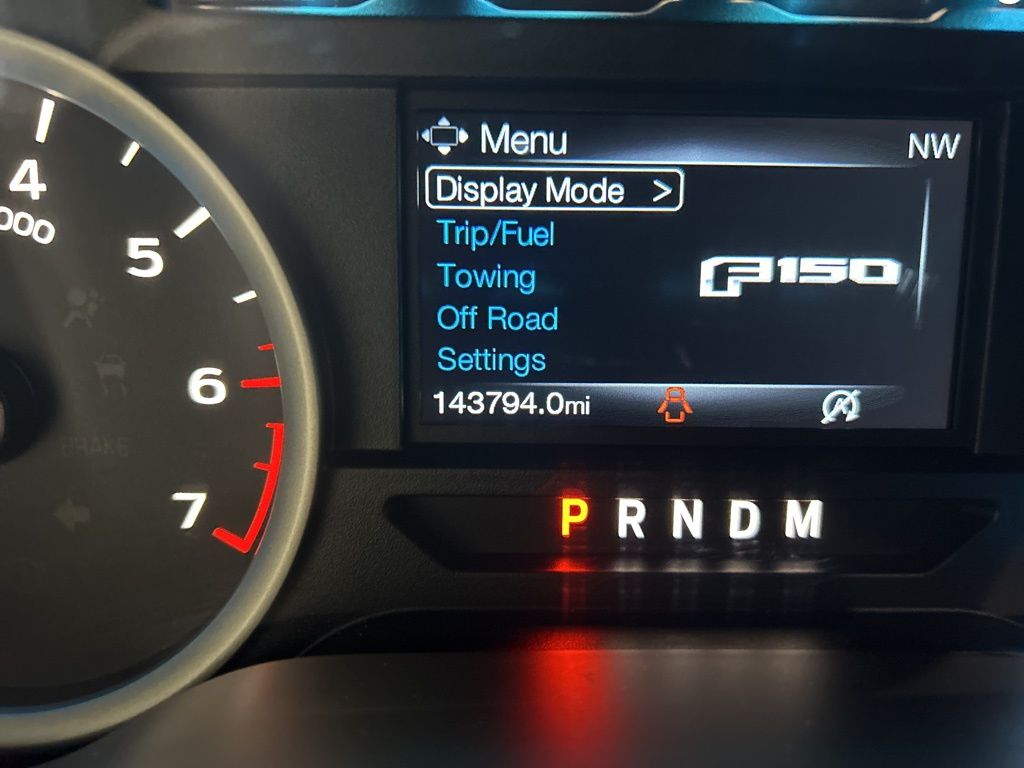 Menu
NW
Display Mode >
Trip/Fuel
Towing
Off Road
Settings
F150
143794.0mi
P R N D M
4
000
5
6
BRAKE
7